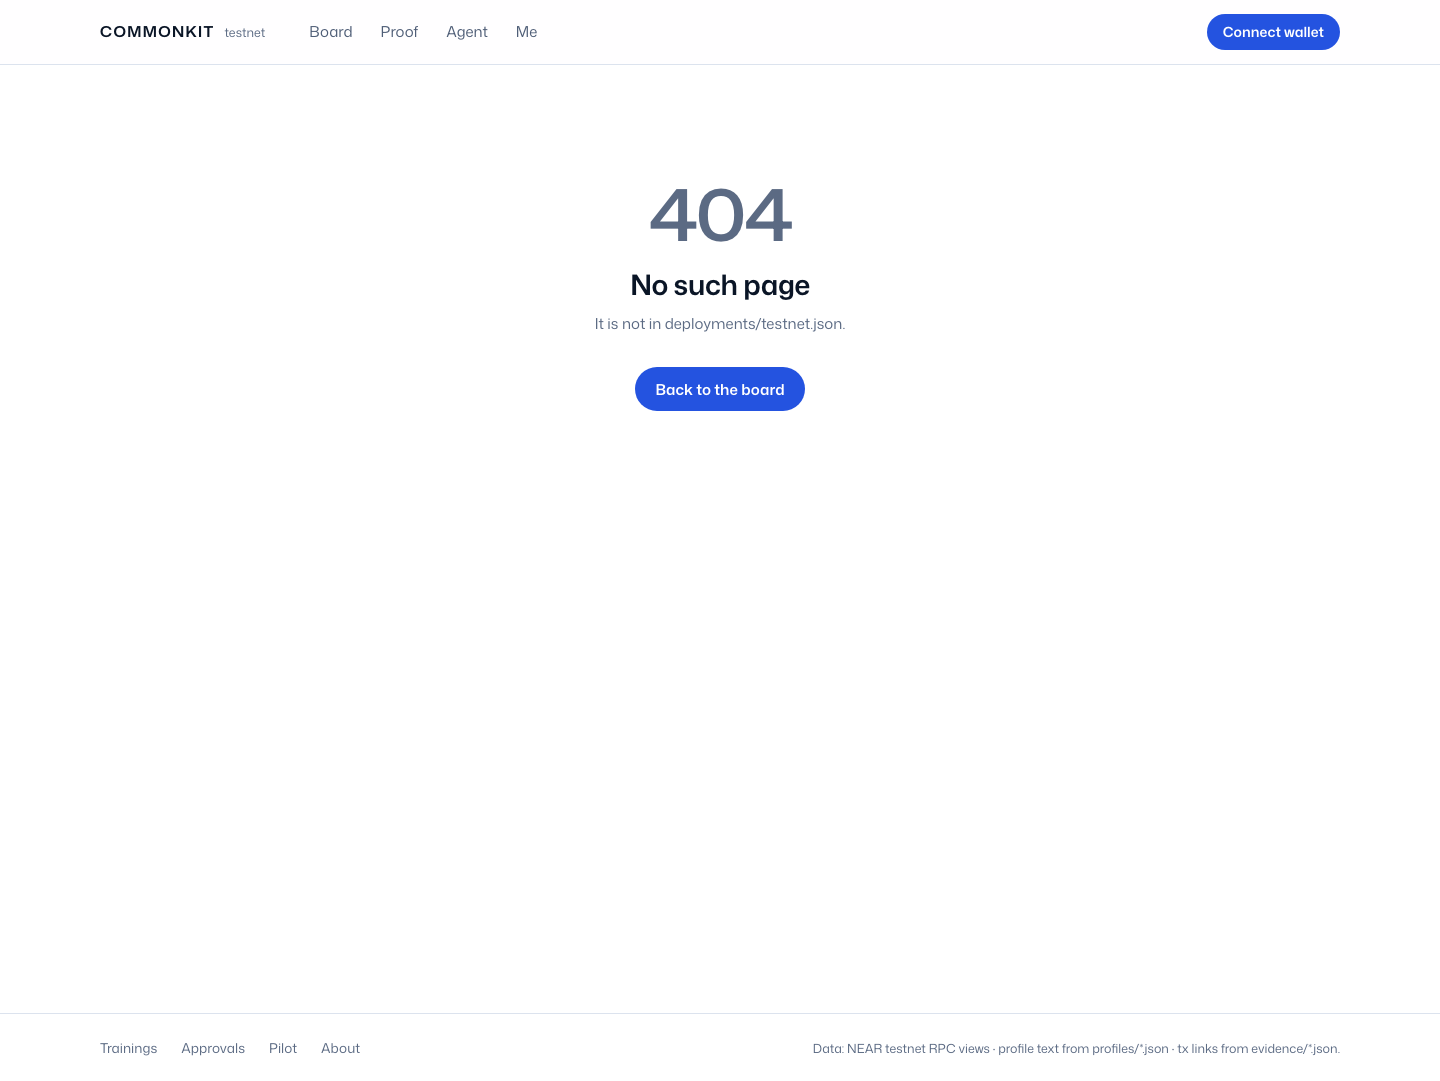 COMMONKIT testnet Board Proof Agent Me Connect wallet
404
No such page
It is not in deployments/testnet.json.
Back to the board
Trainings Approvals Pilot About Data: NEAR testnet RPC views · profile text from profiles/*.json · tx links from evidence/*.json.